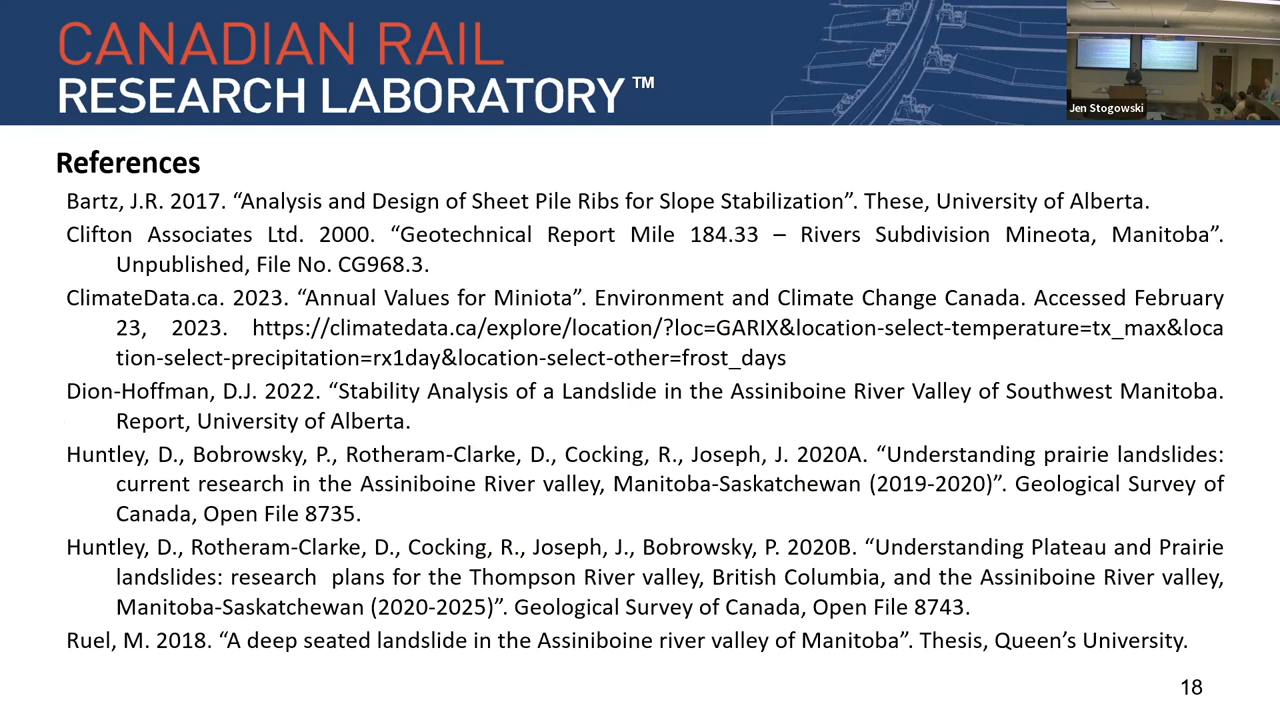 CANADIAN RAIL
RESEARCH LABORATORY™
Jen Stogowski
References
Bartz, J.R. 2017. “Analysis and Design of Sheet Pile Ribs for Slope Stabilization”. These, University of Alberta.
Clifton Associates Ltd. 2000. “Geotechnical Report Mile 184.33 – Rivers Subdivision Mineota, Manitoba”.
Unpublished, File No. CG968.3.
ClimateData.ca. 2023. “Annual Values for Miniota”. Environment and Climate Change Canada. Accessed February
23, 2023. https://climatedata.ca/explore/location/?loc=GARIX&location-select-temperature=tx_max&loca
tion-select-precipitation=rx1day&location-select-other=frost_days
Dion-Hoffman, D.J. 2022. “Stability Analysis of a Landslide in the Assiniboine River Valley of Southwest Manitoba.
Report, University of Alberta.
Huntley, D., Bobrowsky, P., Rotheram-Clarke, D., Cocking, R., Joseph, J. 2020A. “Understanding prairie landslides:
current research in the Assiniboine River valley, Manitoba-Saskatchewan (2019-2020)”. Geological Survey of
Canada, Open File 8735.
Huntley, D., Rotheram-Clarke, D., Cocking, R., Joseph, J., Bobrowsky, P. 2020B. “Understanding Plateau and Prairie
landslides: research plans for the Thompson River valley, British Columbia, and the Assiniboine River valley,
Manitoba-Saskatchewan (2020-2025)”. Geological Survey of Canada, Open File 8743.
Ruel, M. 2018. “A deep seated landslide in the Assiniboine river valley of Manitoba”. Thesis, Queen’s University.
18